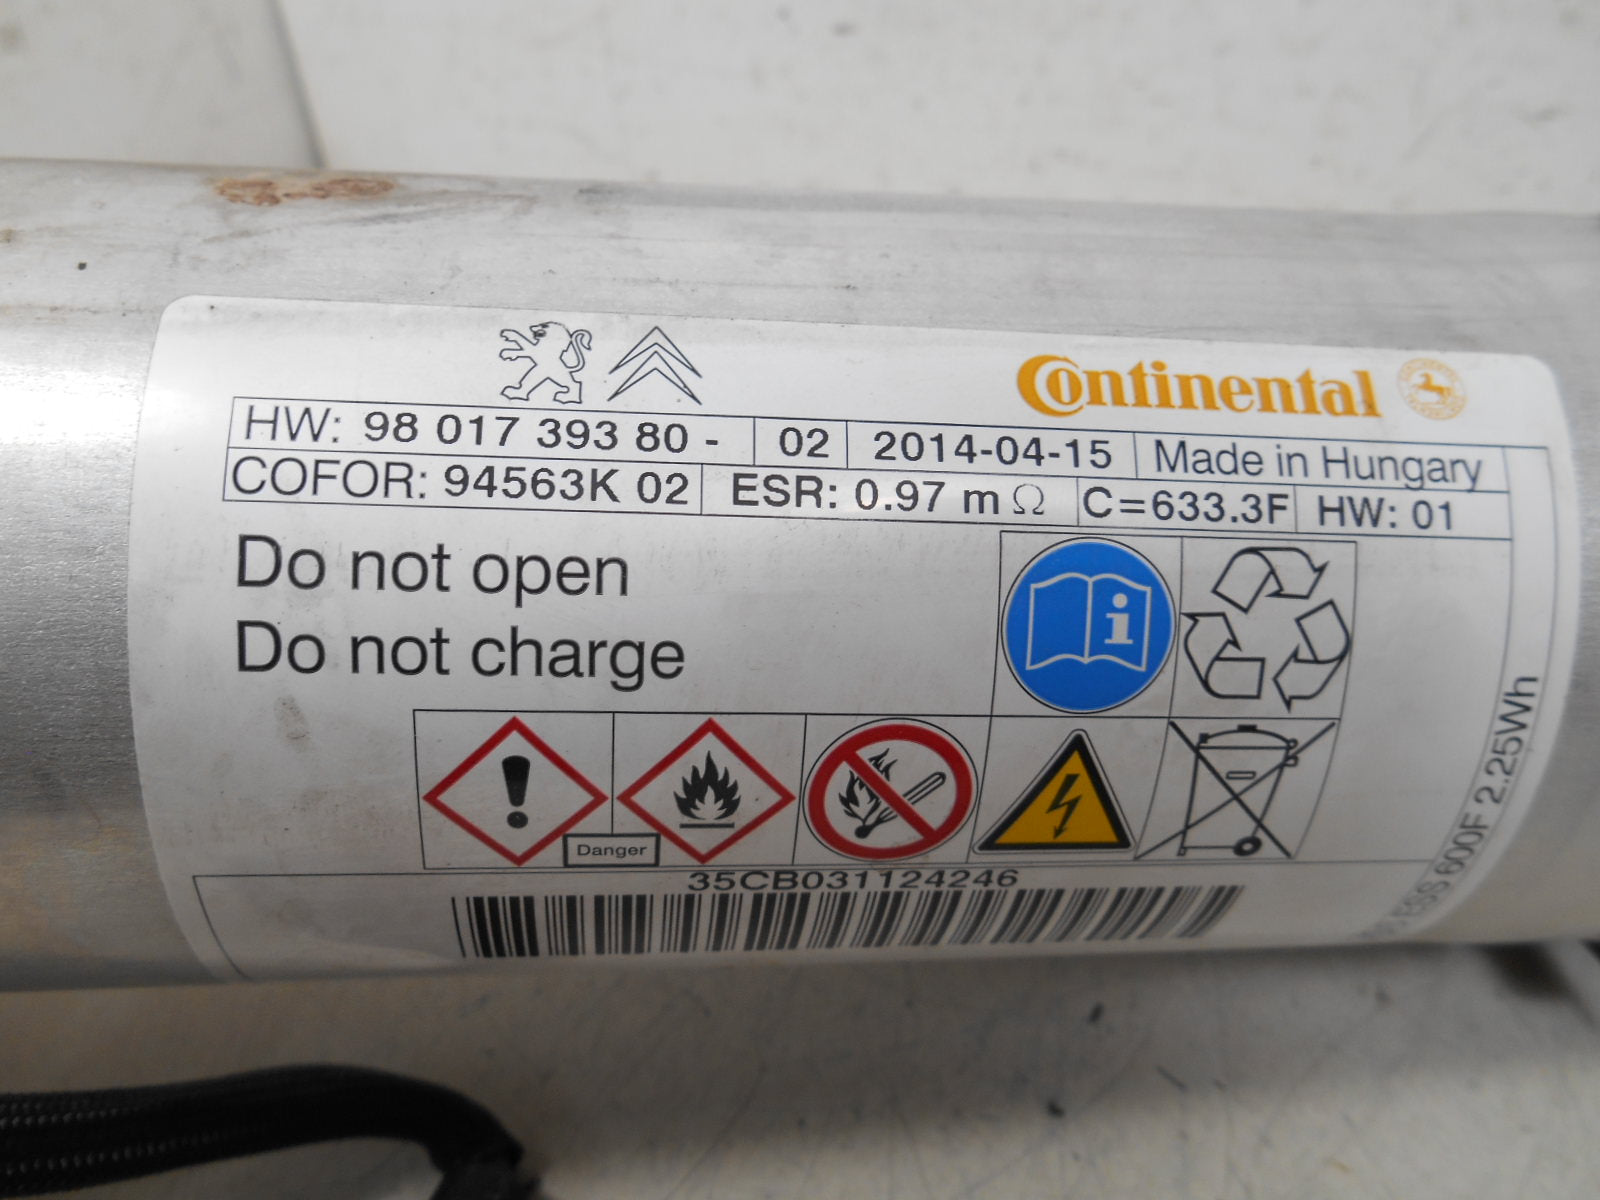 Continental
HW: 98 017 393 80 - 02 2014-04-15 Made in Hungary
COFOR: 94563K 02 ESR: 0.97 m Ω C=633.3F HW: 01
Do not open
Do not charge
i
Danger
35CB031124246
ESS 600F 2.25Wh